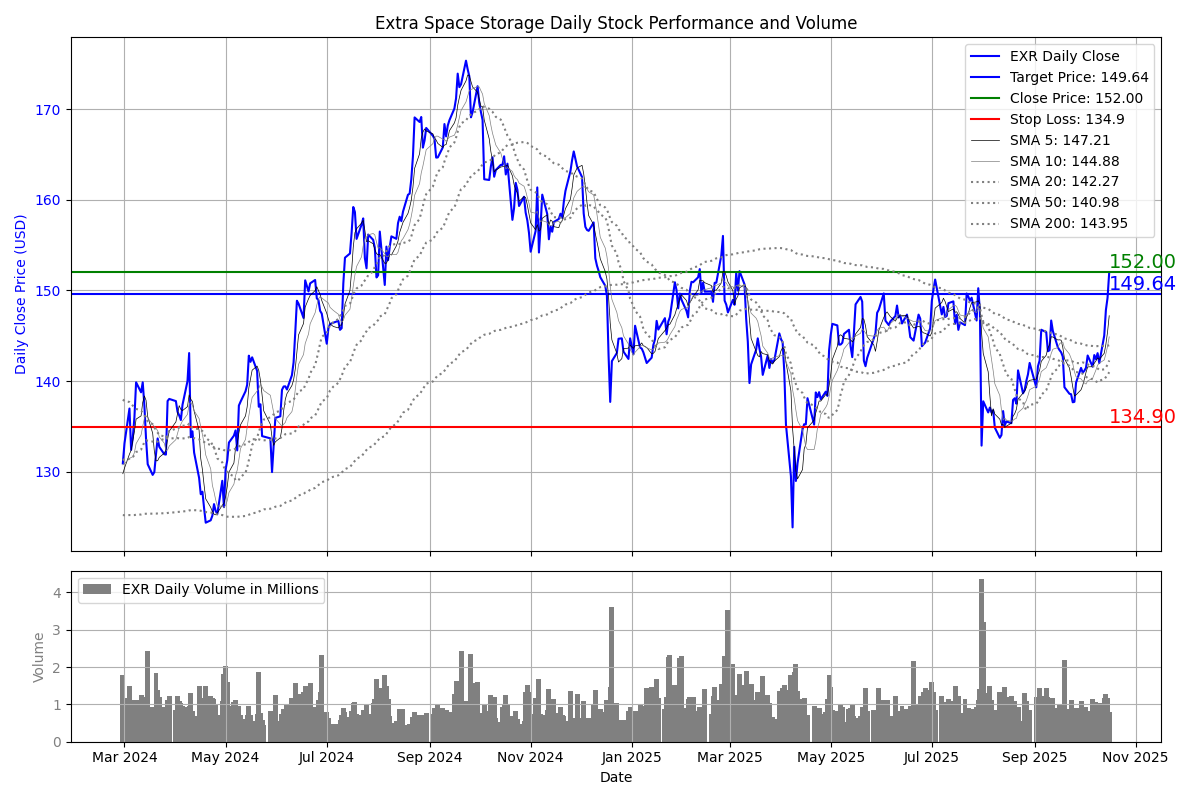 Extra Space Storage Daily Stock Performance and Volume
Daily Close Price (USD)
170
160
150
140
130
EXR Daily Close
Target Price: 149.64
Close Price: 152.00
Stop Loss: 134.9
SMA 5: 147.21
SMA 10: 144.88
SMA 20: 142.27
SMA 50: 140.98
SMA 200: 143.95
152.00
149.64
134.90
Volume
4
3
2
1
0
EXR Daily Volume in Millions
Mar 2024 May 2024 Jul 2024 Sep 2024 Nov 2024 Jan 2025 Mar 2025 May 2025 Jul 2025 Sep 2025 Nov 2025
Date